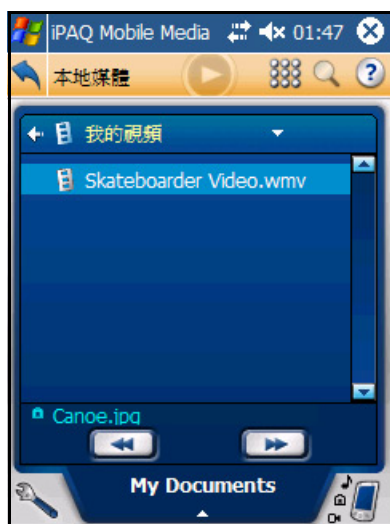 iPAQ Mobile Media 01:47
本地媒體
我的視頻
Skateboarder Video.wmv
Canoe.jpg
My Documents